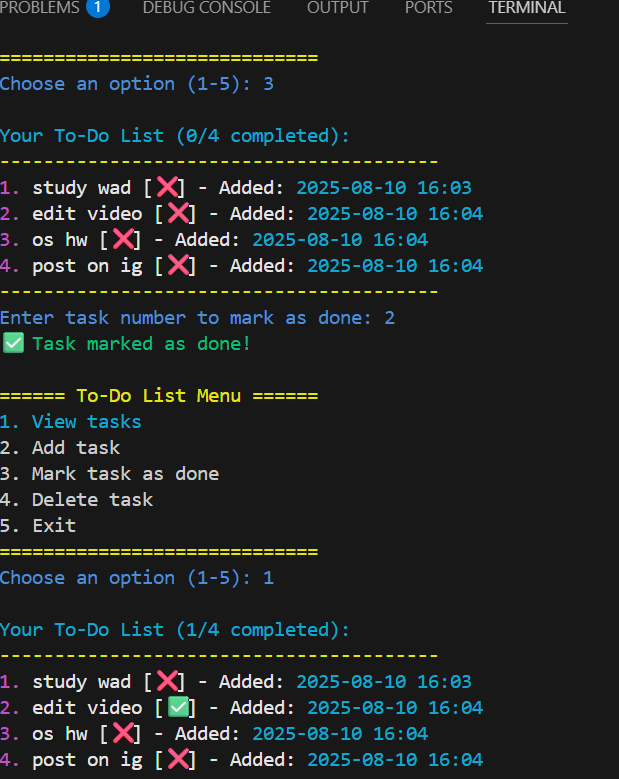 PROBLEMS 1 DEBUG CONSOLE OUTPUT PORTS TERMINAL
=============================
Choose an option (1-5): 3
Your To-Do List (0/4 completed):
----------------------------------------
1. study wad [❌] - Added: 2025-08-10 16:03
2. edit video [❌] - Added: 2025-08-10 16:04
3. os hw [❌] - Added: 2025-08-10 16:04
4. post on ig [❌] - Added: 2025-08-10 16:04
----------------------------------------
Enter task number to mark as done: 2
✅ Task marked as done!
====== To-Do List Menu ======
1. View tasks
2. Add task
3. Mark task as done
4. Delete task
5. Exit
=============================
Choose an option (1-5): 1
Your To-Do List (1/4 completed):
----------------------------------------
1. study wad [❌] - Added: 2025-08-10 16:03
2. edit video [✅] - Added: 2025-08-10 16:04
3. os hw [❌] - Added: 2025-08-10 16:04
4. post on ig [❌] - Added: 2025-08-10 16:04